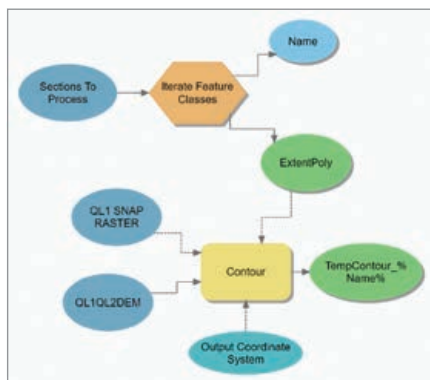 Name
Sections To
Process
Iterate Feature
Classes
ExtentPoly
QL1 SNAP
RASTER
Contour
TempContour_%
Name%
QL1QL2DEM
Output Coordinate
System